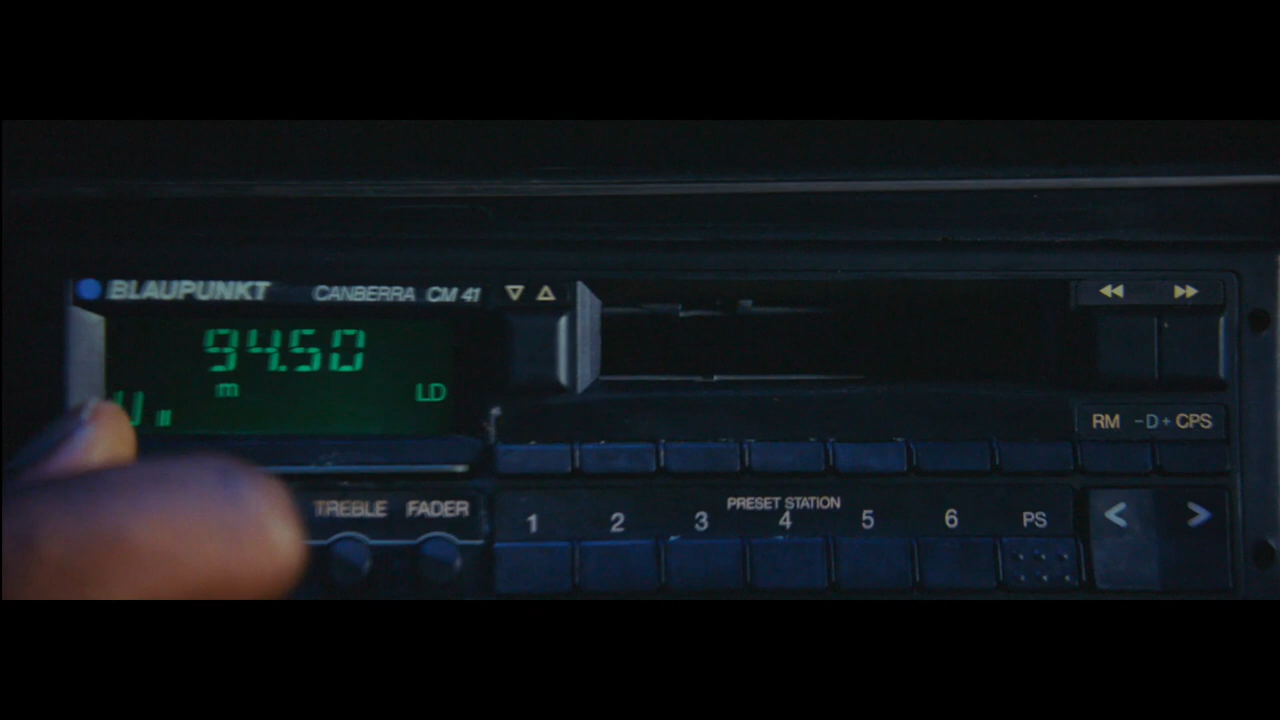 BLAUPUNKT CANBERRA CM 41
94.50
m LD
RM -D+ CPS
TREBLE FADER
PRESET STATION
1 2 3 4 5 6 PS